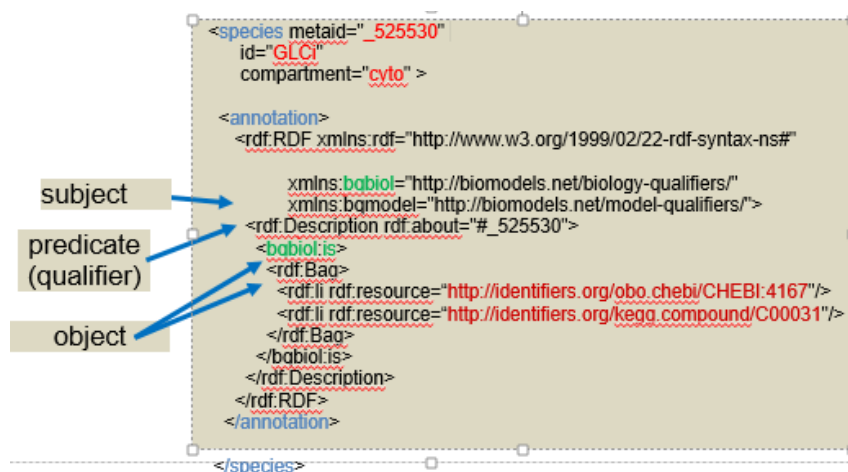 <species metaid="_525530"
id="GLCi"
compartment="cyto" >
<annotation>
<rdf:RDF xmlns:rdf="http://www.w3.org/1999/02/22-rdf-syntax-ns#"
xmlns:bqbiol="http://biomodels.net/biology-qualifiers/"
xmlns:bqmodel="http://biomodels.net/model-qualifiers/">
subject
<rdf:Description rdf:about="#_525530">
predicate
(qualifier)
<bqbiol:is>
<rdf:Bag>
<rdf:li rdf:resource=“http://identifiers.org/obo.chebi/CHEBI:4167"/>
<rdf:li rdf:resource=“http://identifiers.org/kegg.compound/C00031"/>
object
</rdf:Bag>
</bqbiol:is>
</rdf:Description>
</rdf:RDF>
</annotation>
</species>